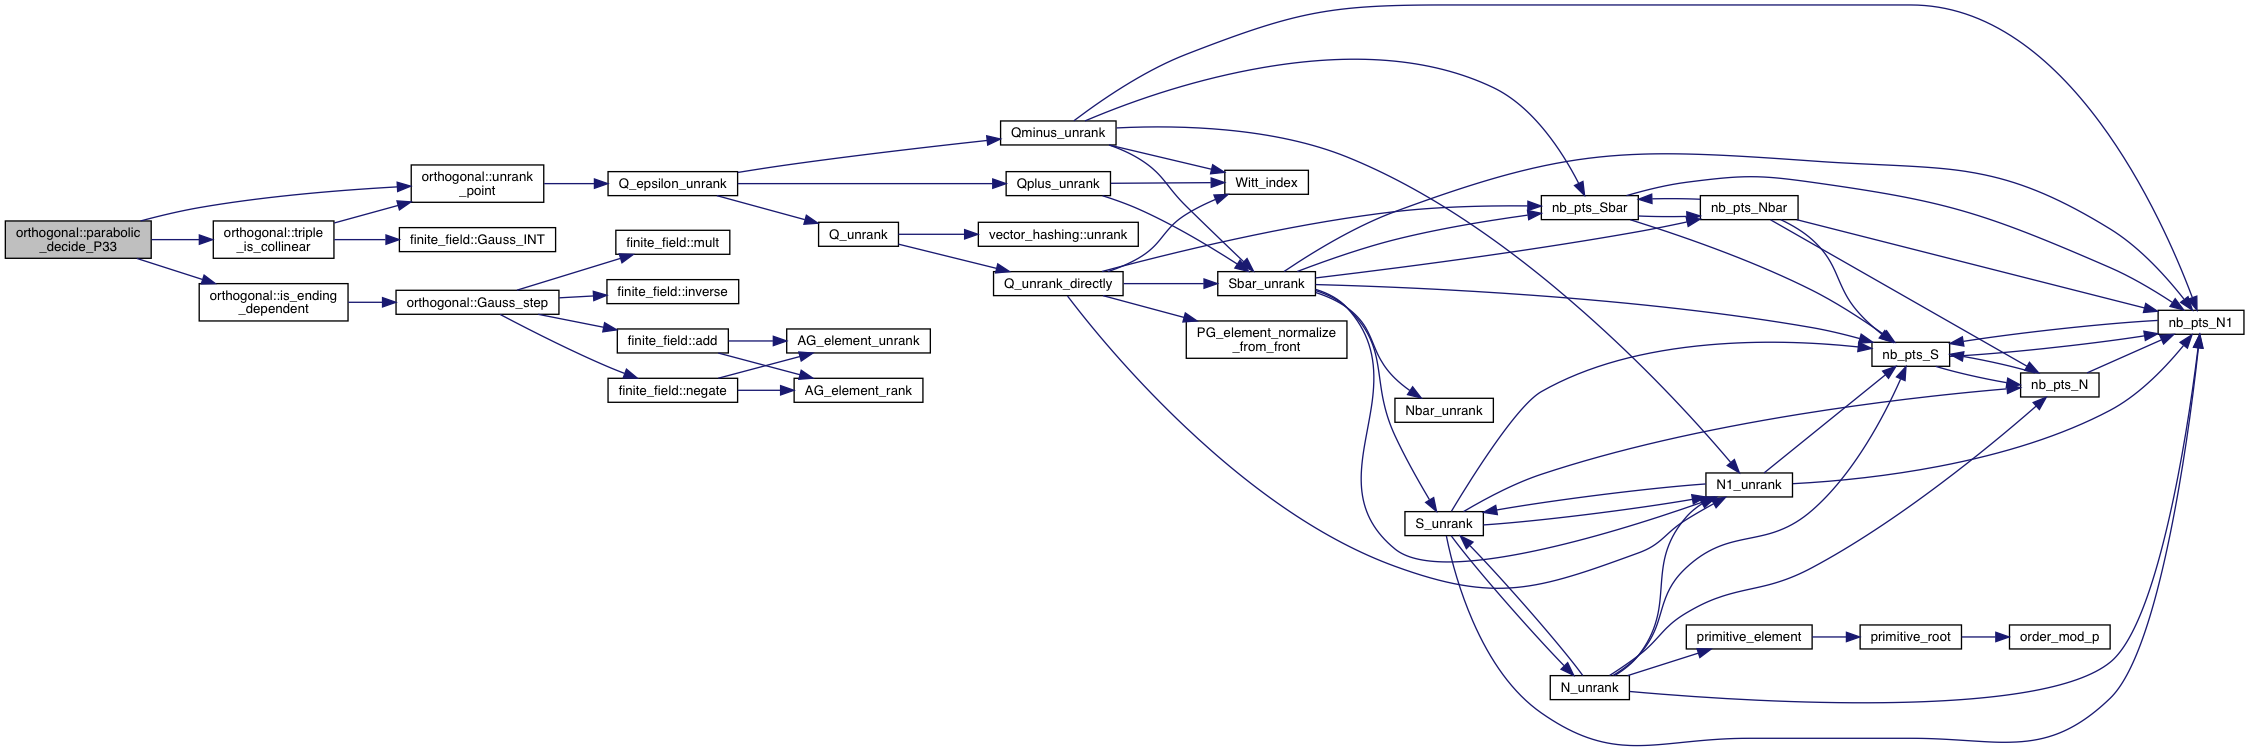 orthogonal::parabolic
_decide_P33
orthogonal::unrank
_point
orthogonal::triple
_is_collinear
finite_field::Gauss_INT
orthogonal::is_ending
_dependent
orthogonal::Gauss_step
Q_epsilon_unrank
finite_field::mult
finite_field::inverse
finite_field::add
finite_field::negate
AG_element_unrank
AG_element_rank
Q_unrank
Qminus_unrank
Qplus_unrank
vector_hashing::unrank
Q_unrank_directly
Witt_index
Sbar_unrank
PG_element_normalize
_from_front
Nbar_unrank
S_unrank
nb_pts_Sbar
nb_pts_Nbar
N1_unrank
N_unrank
primitive_element
primitive_root
order_mod_p
nb_pts_S
nb_pts_N
nb_pts_N1